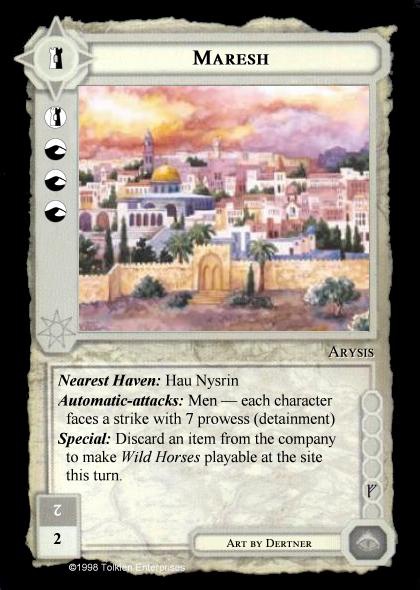 MARESH
ARYSIS
Nearest Haven: Hau Nysrin
Automatic-attacks: Men — each character
faces a strike with 7 prowess (detainment)
Special: Discard an item from the company
to make Wild Horses playable at the site
this turn.
2
2
ART BY DERTNER
©1998 Tolkien Enterprises